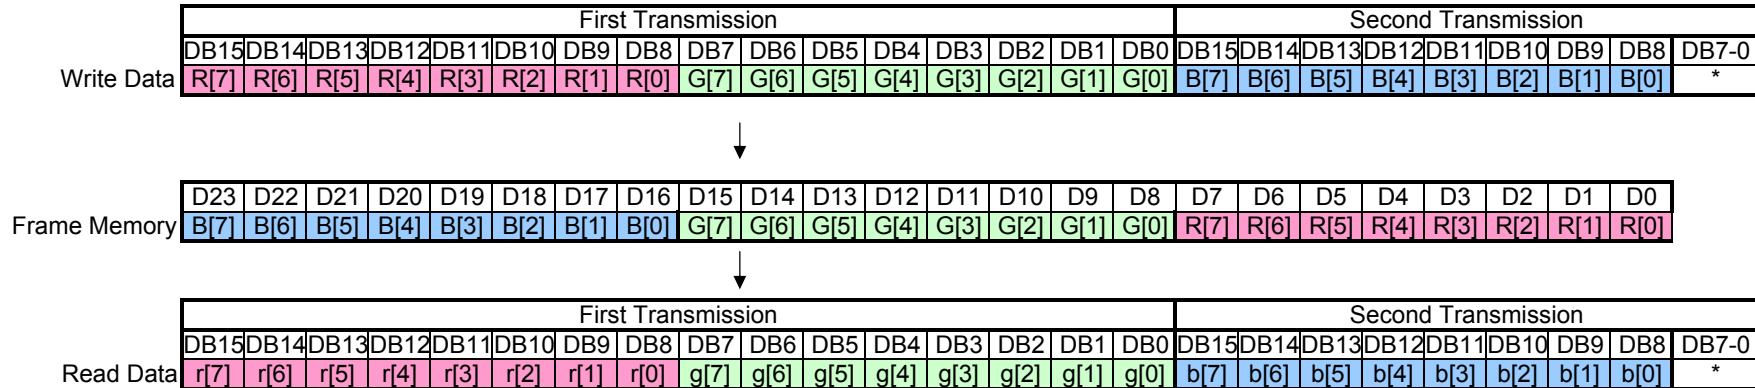 First Transmission Second Transmission
DB15 DB14 DB13 DB12 DB11 DB10 DB9 DB8 DB7 DB6 DB5 DB4 DB3 DB2 DB1 DB0 DB15 DB14 DB13 DB12 DB11 DB10 DB9 DB8 DB7-0
Write Data R[7] R[6] R[5] R[4] R[3] R[2] R[1] R[0] G[7] G[6] G[5] G[4] G[3] G[2] G[1] G[0] B[7] B[6] B[5] B[4] B[3] B[2] B[1] B[0] *
D23 D22 D21 D20 D19 D18 D17 D16 D15 D14 D13 D12 D11 D10 D9 D8 D7 D6 D5 D4 D3 D2 D1 D0
Frame Memory B[7] B[6] B[5] B[4] B[3] B[2] B[1] B[0] G[7] G[6] G[5] G[4] G[3] G[2] G[1] G[0] R[7] R[6] R[5] R[4] R[3] R[2] R[1] R[0]
First Transmission Second Transmission
DB15 DB14 DB13 DB12 DB11 DB10 DB9 DB8 DB7 DB6 DB5 DB4 DB3 DB2 DB1 DB0 DB15 DB14 DB13 DB12 DB11 DB10 DB9 DB8 DB7-0
Read Data r[7] r[6] r[5] r[4] r[3] r[2] r[1] r[0] g[7] g[6] g[5] g[4] g[3] g[2] g[1] g[0] b[7] b[6] b[5] b[4] b[3] b[2] b[1] b[0] *